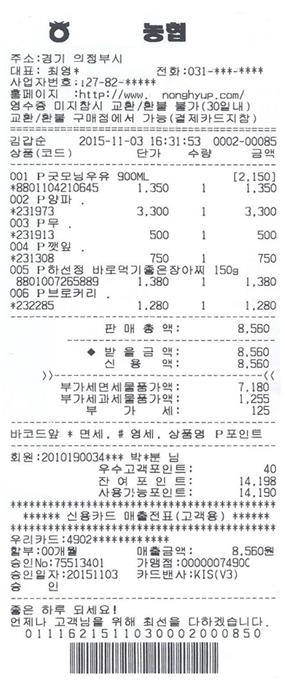 농협
주소:경기 의정부시
대표: 최영* 전화:031-***-****
사업자번호:127-82-*****
홈페이지 :http://www. nonghyup.com/
영수증 미지참시 교환/환불 불가(30일내)
교환/환불 구매점에서 가능(결제카드지참)
김갑순 2015-11-03 16:31:53 0002-00085
상품(코드) 단가 수량 금액
001 P굿모닝우유 900ML [2,150]
*8801104210645 1,350 1 1,350
002 P양파.
*231973 3,300 1 3,300
003 P무.
*231913 500 1 500
004 P깻잎.
*231308 750 1 750
005 P하선정 바로먹기좋은장아찌 150g
8801007265889 1,380 1 1,380
006 P브로커리.
*232285 1,280 1 1,280
판 매 총 액: 8,560
◆ 받 을 금 액: 8,560
신 용 액: 8,560
부가세면세물품가액: 7,180
부가세과세물품가액: 1,255
부 가 세: 125
바코드앞 * 면세, # 영세, 상품명 P포인트
회원:2010190034*** 박*분 님
우수고객포인트: 40
잔 여 포 인 트: 14,198
사용가능포인트: 14,190
신용카드 매출전표(고객용)
우리카드:4902************
할부:00개월 매출금액: 8,560원
승인No:75513401 가맹점:00000074900
승인일자:20151103 카드밴사:KIS(V3)
승 인
좋은 하루 되세요!
언제나 고객님을 위해 최선을 다하겠습니다.
0111621511030002000850